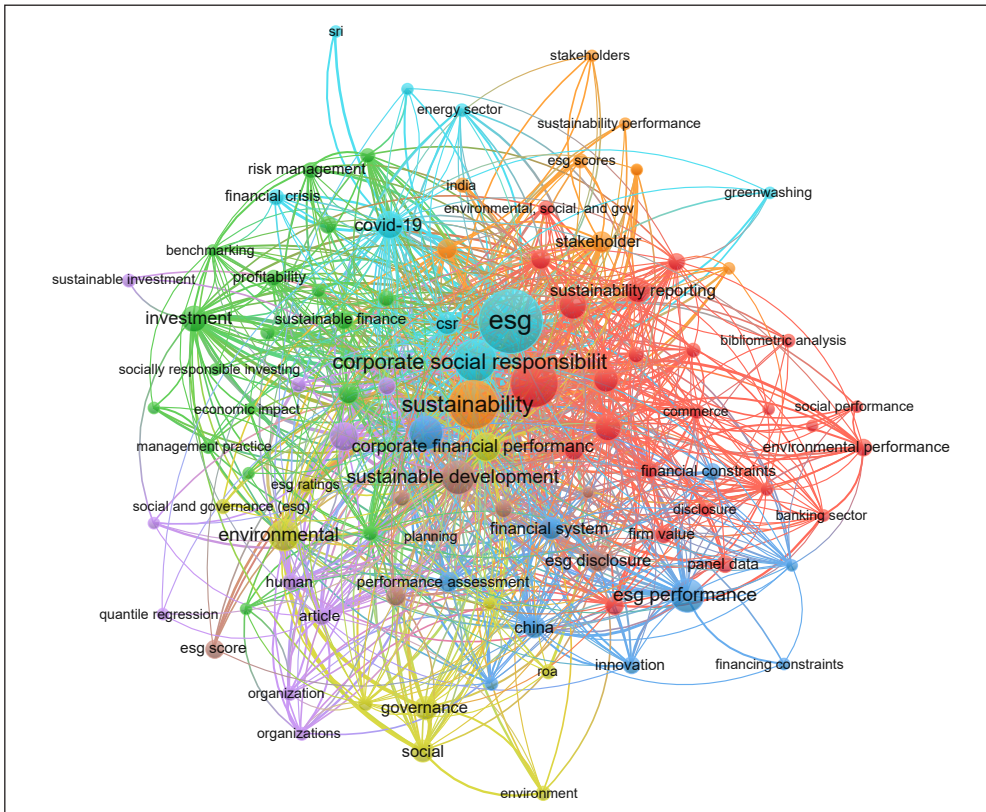 sri
stakeholders
energy sector
sustainability performance
esg scores
risk management
india
financial crisis
greenwashing
environmental, social, and gov
covid-19
stakeholder
benchmarking
sustainable investment
profitability
sustainability reporting
investment
sustainable finance
csr
esg
bibliometric analysis
corporate social responsibilit
socially responsible investing
sustainability
economic impact
commerce
social performance
management practice
corporate financial performanc
environmental performance
esg ratings
sustainable development
financial constraints
social and governance (esg)
disclosure
banking sector
environmental
planning
financial system
firm value
esg disclosure
panel data
human
performance assessment
esg performance
quantile regression
article
china
esg score
roa
innovation
financing constraints
organization
governance
organizations
social
environment